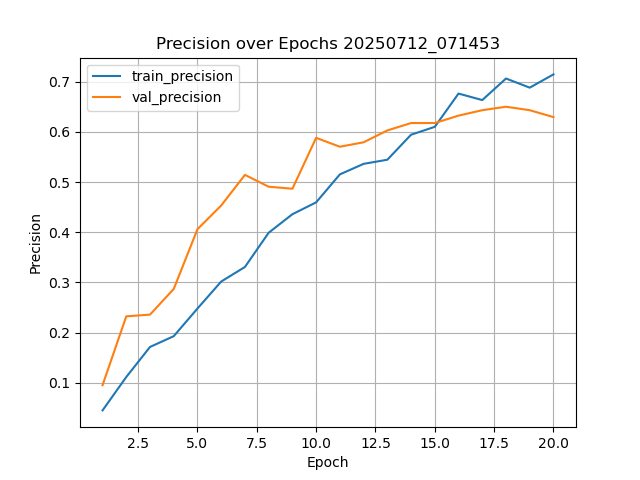 Precision over Epochs 20250712_071453
train_precision
val_precision
0.7
0.6
0.5
0.4
0.3
0.2
0.1
Precision
2.5 5.0 7.5 10.0 12.5 15.0 17.5 20.0
Epoch